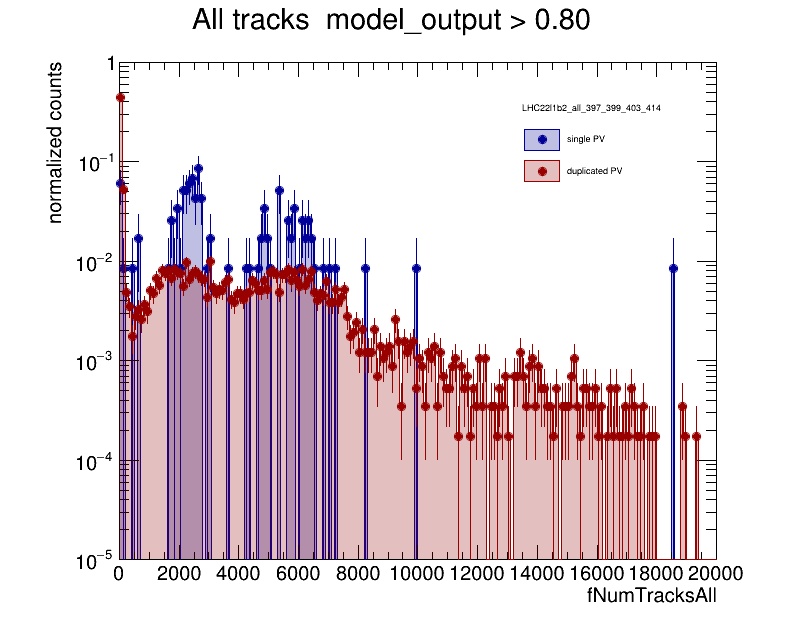 All tracks  model_output > 0.80
normalized counts
LHC22l1b2_all_397_399_403_414
single PV
duplicated PV
1
10⁻¹
10⁻²
10⁻³
10⁻⁴
10⁻⁵
0 2000 4000 6000 8000 10000 12000 14000 16000 18000 20000
fNumTracksAll